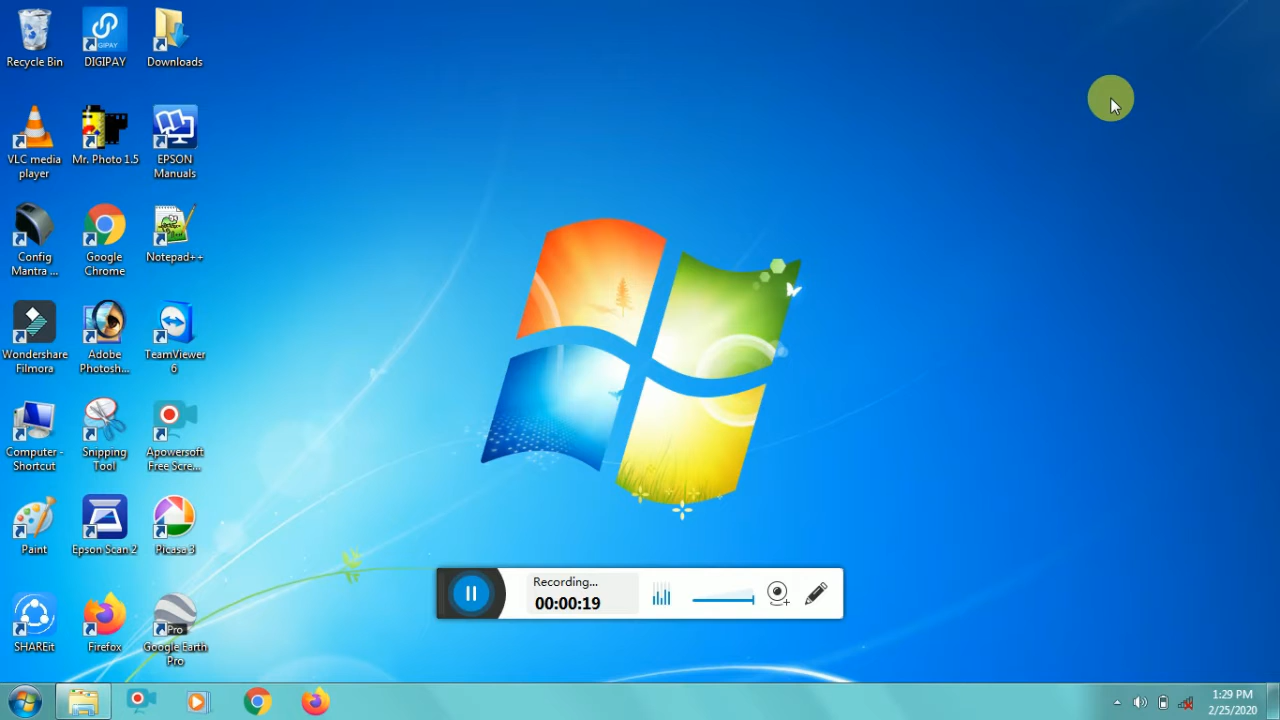 Recycle Bin
DIGIPAY
Downloads
VLC media
player
Mr. Photo 1.5
EPSON
Manuals
Config
Mantra ...
Google
Chrome
Notepad++
Wondershare
Filmora
Adobe
Photosh...
TeamViewer
6
Computer -
Shortcut
Snipping
Tool
Apowersoft
Free Scre...
Paint
Epson Scan 2
Picasa 3
SHAREit
Firefox
Pro
Google Earth
Pro
Recording...
00:00:19
1:29 PM
2/25/2020